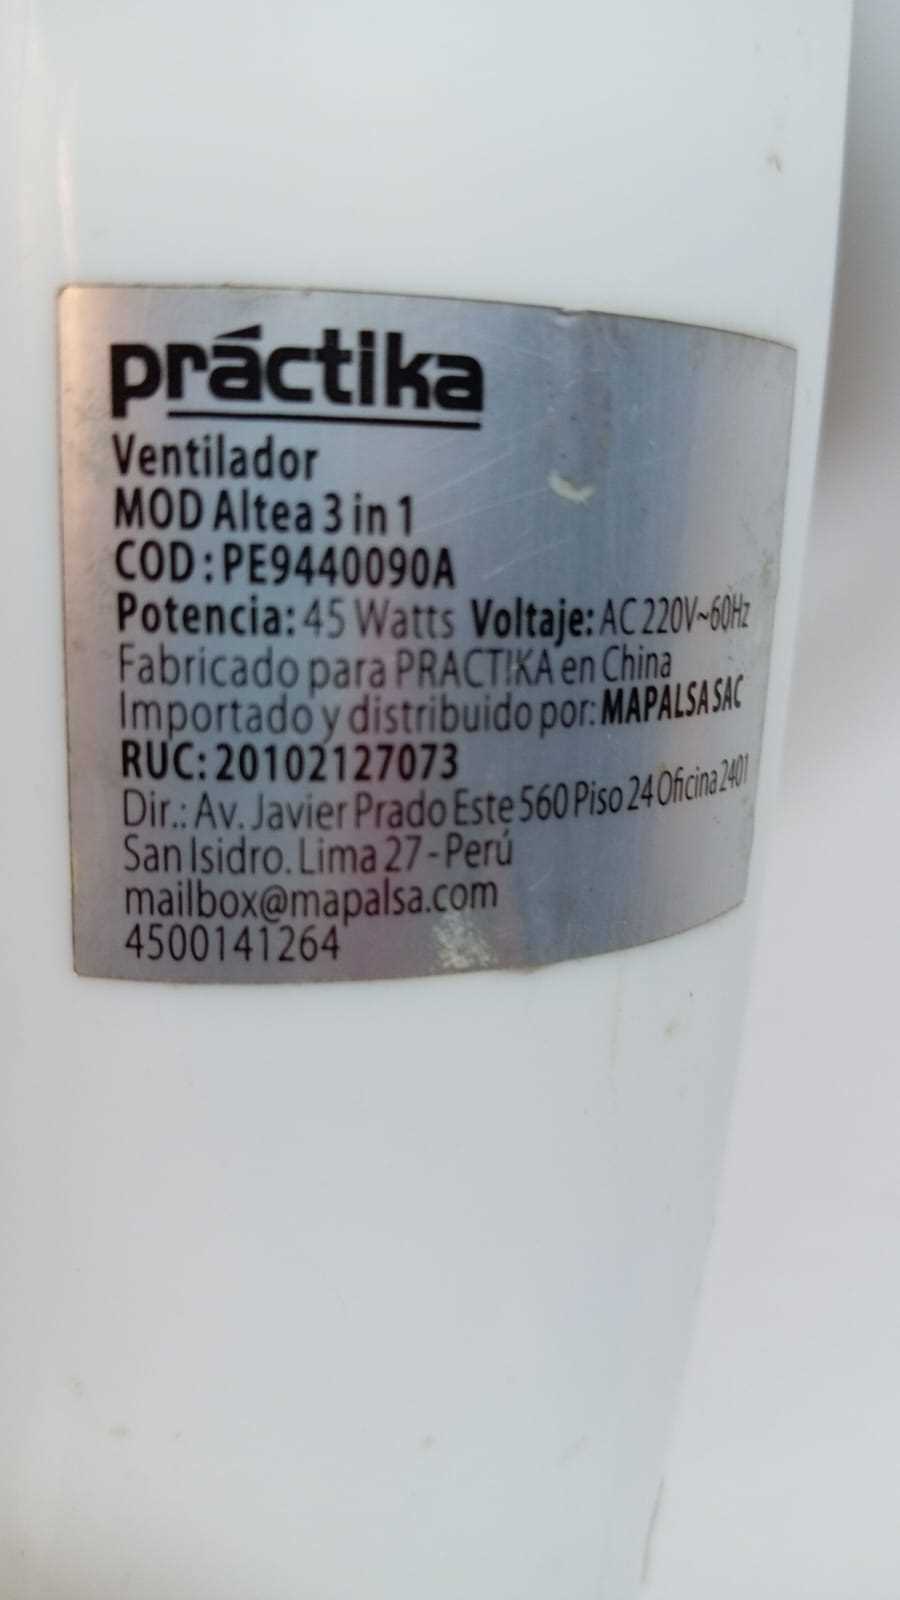 práctika
Ventilador
MOD Altea 3 in 1
COD : PE9440090A
Potencia: 45 Watts Voltaje: AC 220V~60Hz
Fabricado para PRACTIKA en China
Importado y distribuido por: MAPALSA SAC
RUC: 20102127073
Dir.: Av. Javier Prado Este 560 Piso 24 Oficina 2401
San Isidro. Lima 27 - Perú
mailbox@mapalsa.com
4500141264